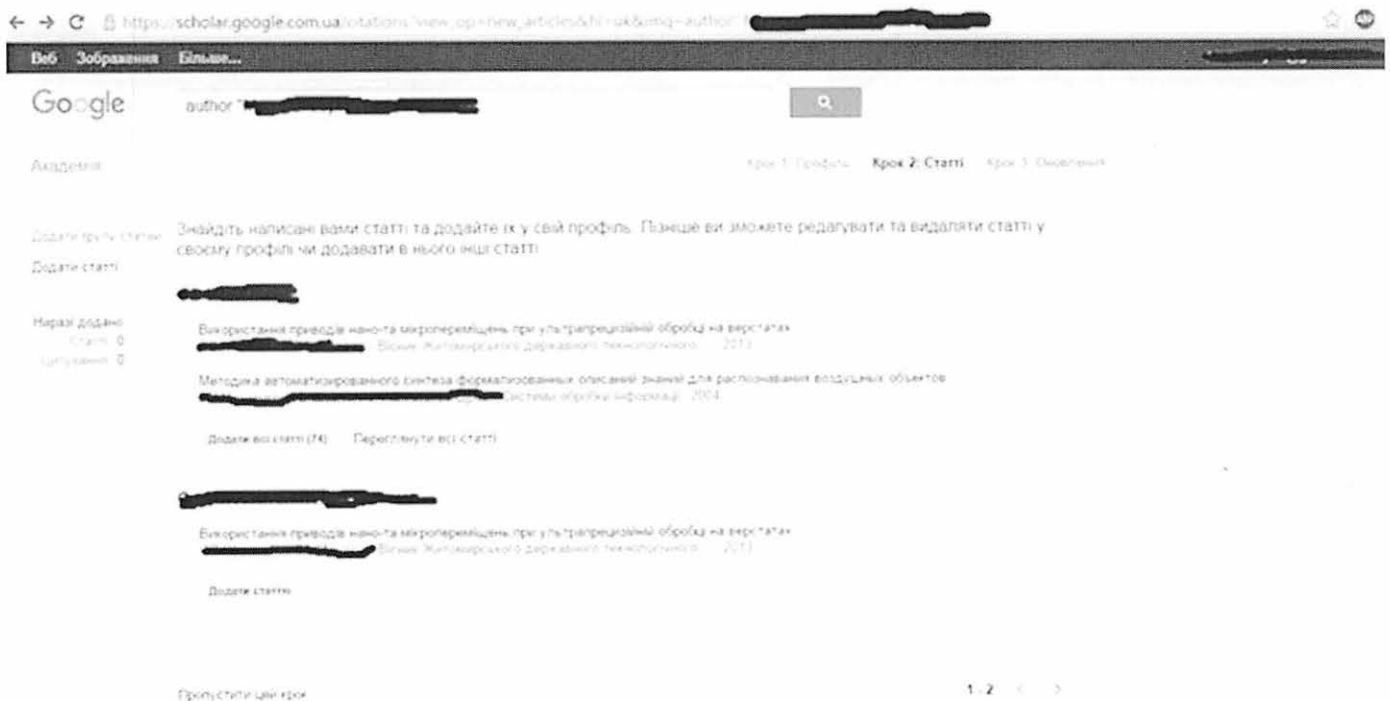 https://scholar.google.com.ua/citations?view_op=new_articles&hl=uk&imq=author
Веб Зображення Більше...
Google author
Академія Крок 1: Профіль Крок 2: Статті Крок 3: Оновлення
Додати групи статей
Знайдіть написані вами статті та додайте їх у свій профіль. Пізніше ви зможете редагувати та видаляти статті у
своєму профілі чи додавати в нього інші статті
Додати статті
Наразі додано
Статті 0
Цитування 0
Використання приводів нано-та мікропереміщень при ультрапрецизійній обробці на верстатах
Вісник Житомирського державного технологічного ... 2013
Методика автоматизированного синтеза формализованных описаний знаний для распознавания воздушных объектов
Системи обробки інформації 2004
Додати всі статті (74) Переглянути всі статті
Використання приводів нано-та мікропереміщень при ультрапрецизійній обробці на верстатах
Вісник Житомирського державного технологічного ... 2013
Додати статтю
Пропустити цей крок 1 - 2